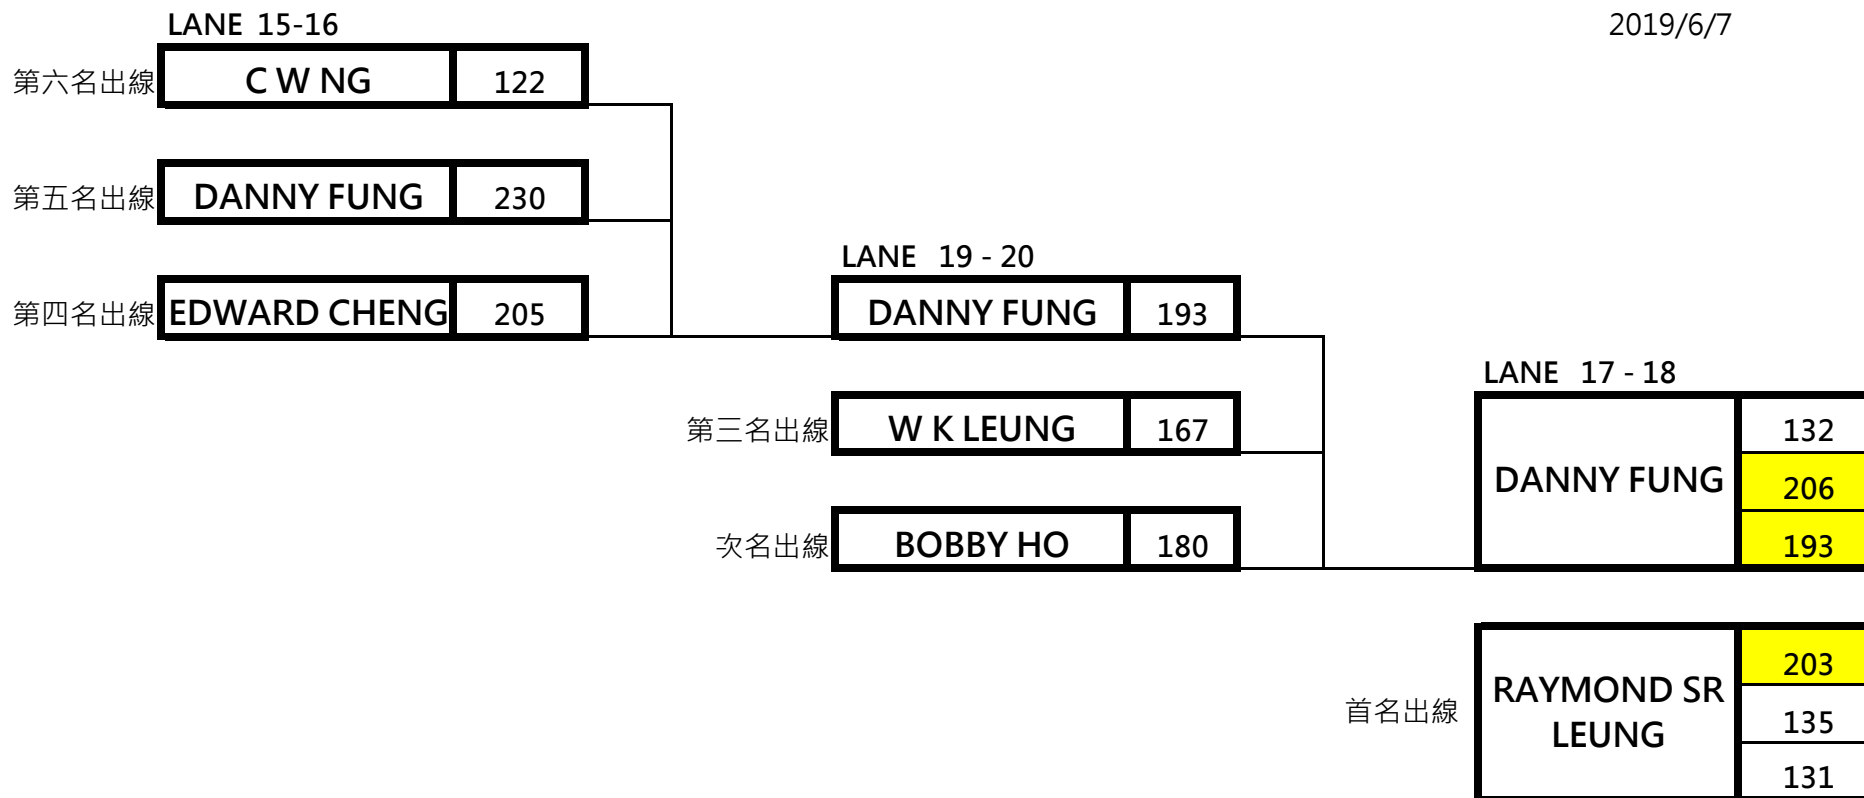 LANE 15-16
2019/6/7
第六名出線 C W NG 122
第五名出線 DANNY FUNG 230
LANE 19 - 20
第四名出線 EDWARD CHENG 205 DANNY FUNG 193
LANE 17 - 18
第三名出線 W K LEUNG 167 132
DANNY FUNG 206
次名出線 BOBBY HO 180 193
203
首名出線 RAYMOND SR
LEUNG 135
131